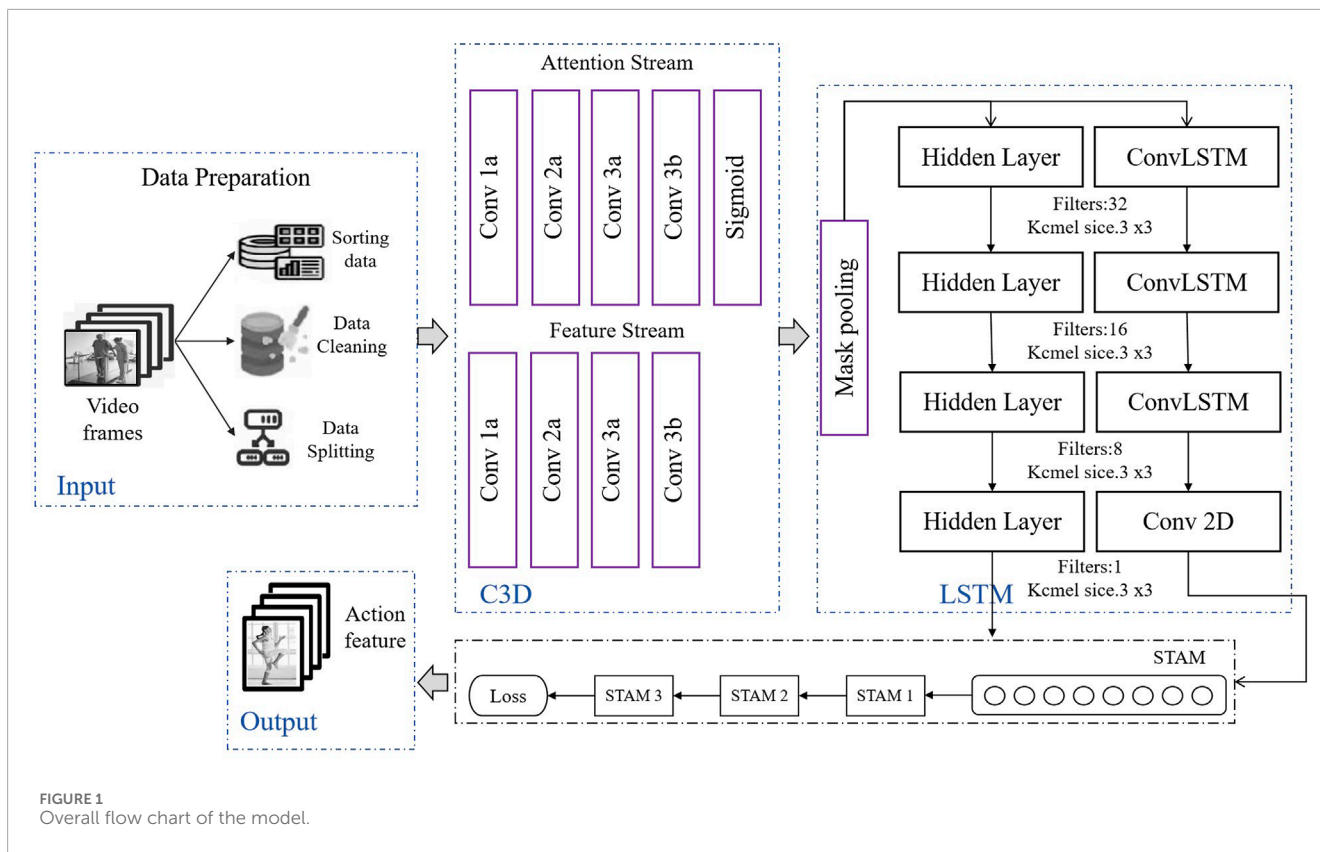 Data Preparation
Sorting
data
Data
Cleaning
Data
Splitting
Video
frames
Input
Attention Stream
Conv 1a
Conv 2a
Conv 3a
Conv 3b
Sigmoid
Feature Stream
Conv 1a
Conv 2a
Conv 3a
Conv 3b
C3D
Mask pooling
Hidden Layer
ConvLSTM
Filters:32
Kcmel sice.3 x3
Hidden Layer
ConvLSTM
Filters:16
Kcmel sice.3 x3
Hidden Layer
ConvLSTM
Filters:8
Kcmel sice.3 x3
Hidden Layer
Conv 2D
Filters:1
Kcmel sice.3 x3
LSTM
STAM
STAM 1
STAM 2
STAM 3
Loss
Action
feature
Output
FIGURE 1
Overall flow chart of the model.